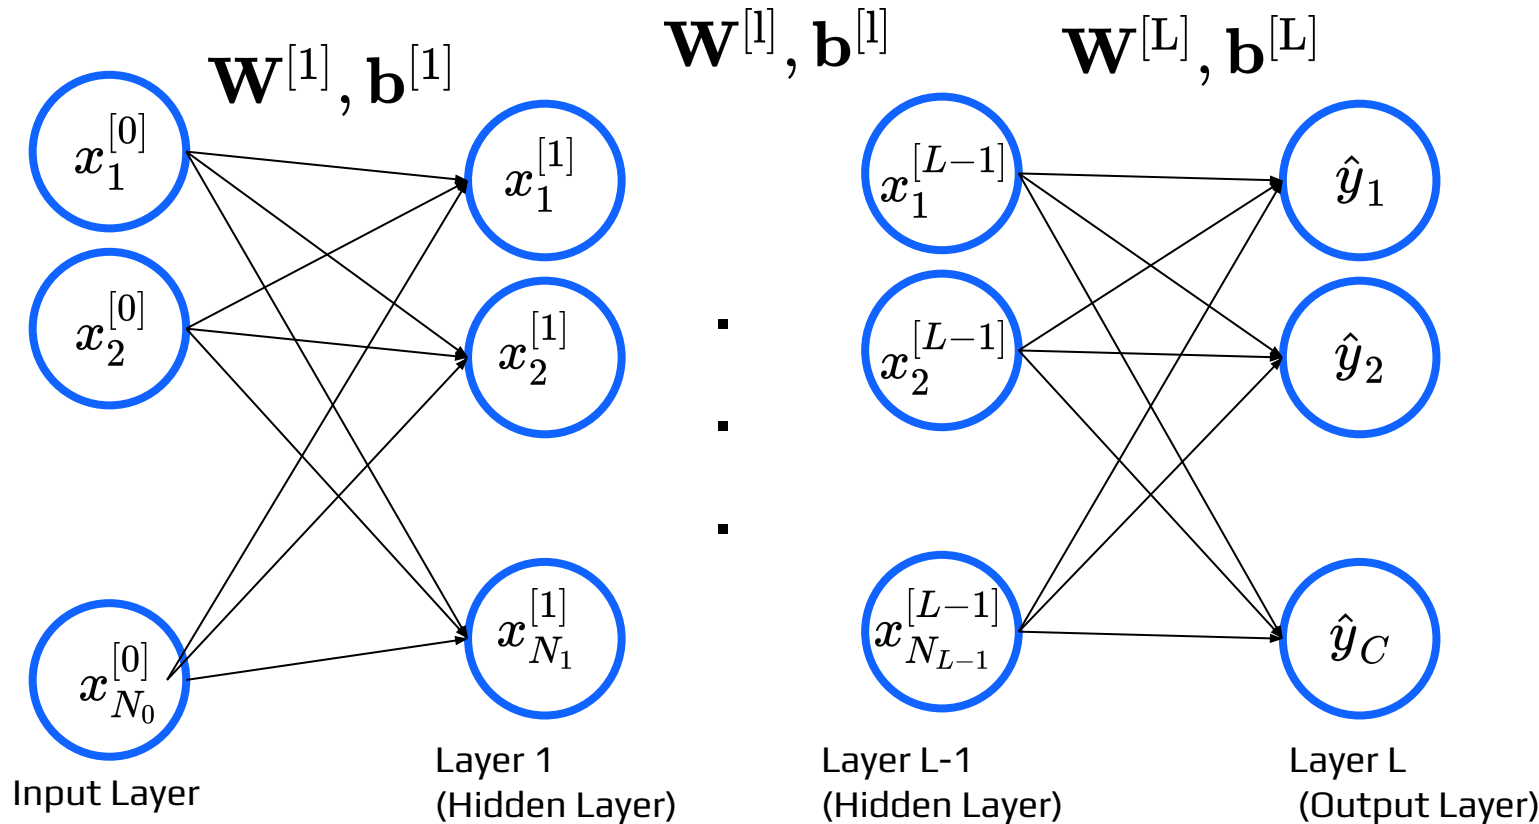 W^[1], b^[1]
W^[l], b^[l]
W^[L], b^[L]
x_1^[0]
x_2^[0]
x_{N_0}^[0]
Input Layer
x_1^[1]
x_2^[1]
x_{N_1}^[1]
Layer 1
(Hidden Layer)
x_1^[L-1]
x_2^[L-1]
x_{N_{L-1}}^[L-1]
Layer L-1
(Hidden Layer)
ŷ_1
ŷ_2
ŷ_C
Layer L
(Output Layer)